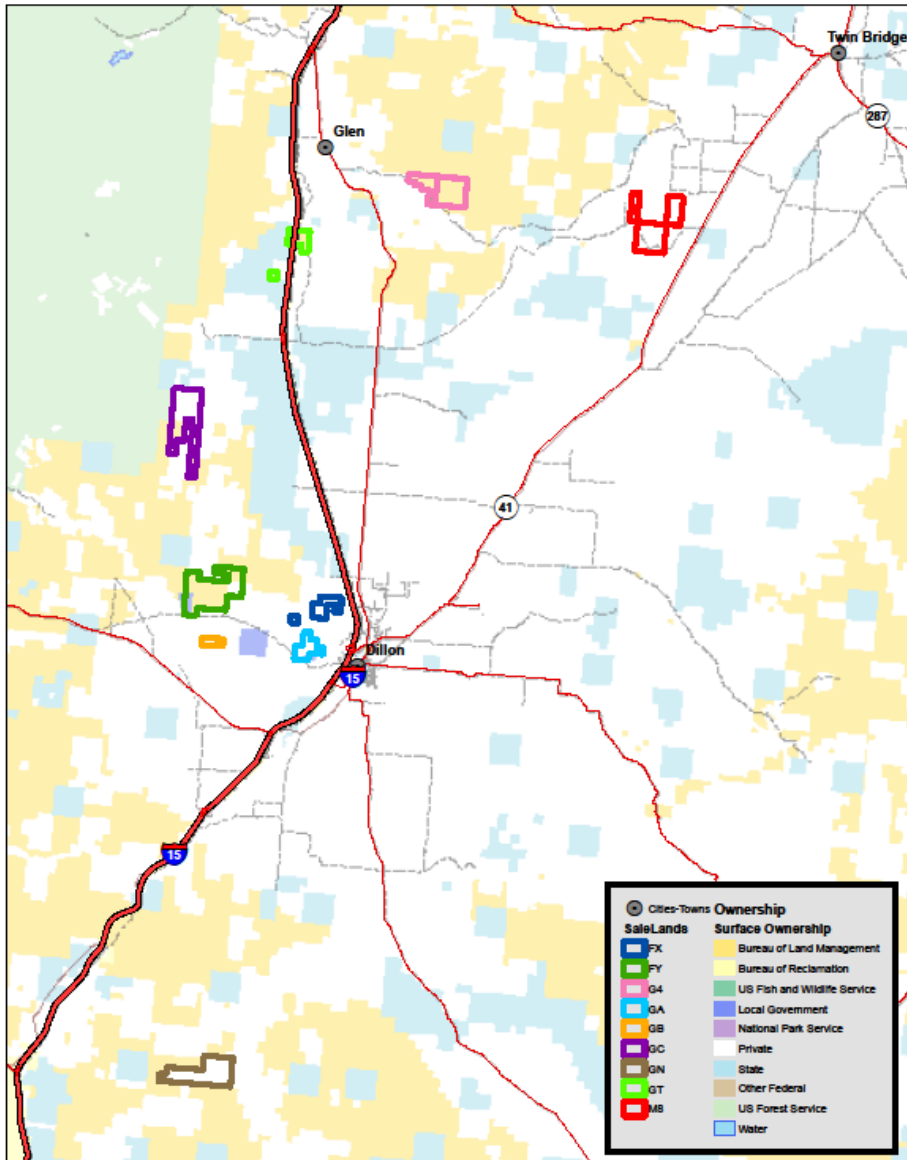 Twin Bridge
287
Glen
41
Dillon
15
15
Cities-Towns Ownership
SaleLands Surface Ownership
FX Bureau of Land Management
FY Bureau of Reclamation
G4 US Fish and Wildlife Service
GA Local Government
GB National Park Service
GC Private
GN State
GT Other Federal
M8 US Forest Service
Water